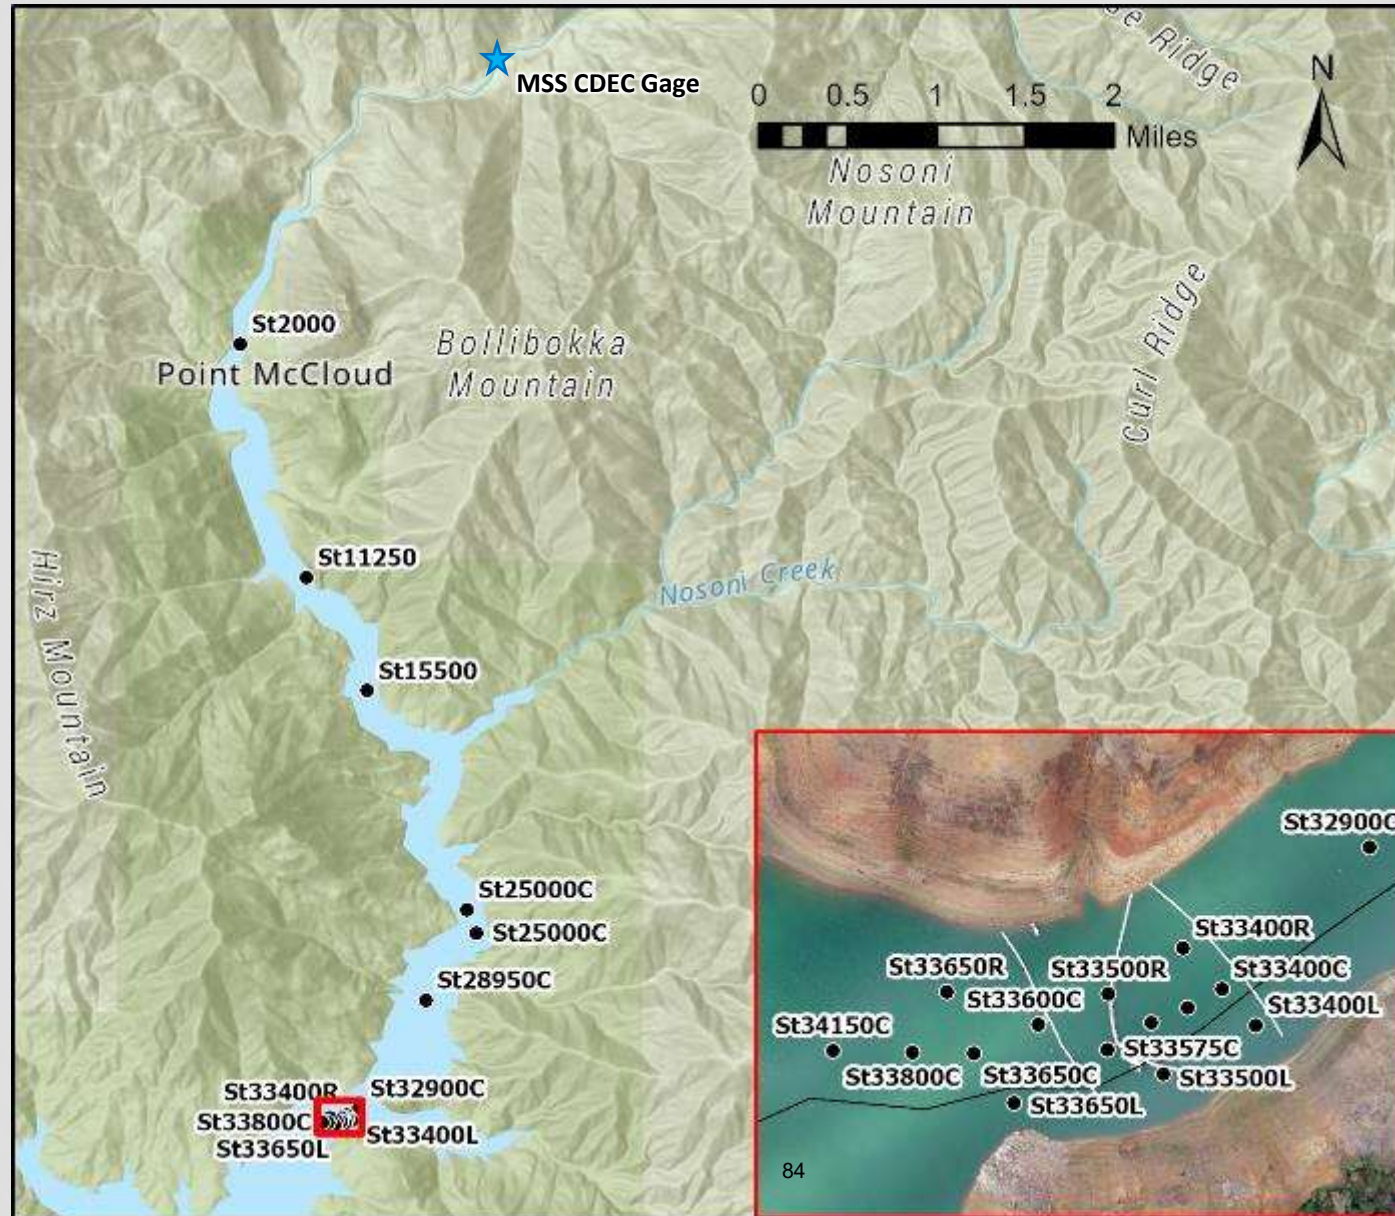 se Ridge
MSS CDEC Gage
0 0.5 1 1.5 2
Miles
N
Nosoni
Mountain
Curl Ridge
St2000
Point McCloud
Bollibokka
Mountain
Hirz Mountain
St11250
Nosoni Creek
St15500
St25000C
St25000C
St28950C
St33400R
St32900C
St33800C
St33400L
St33650L
St32900C
St33400R
St33650R
St33500R
St33400C
St33600C
St33400L
St34150C
St33575C
St33800C
St33650C
St33500L
St33650L
84